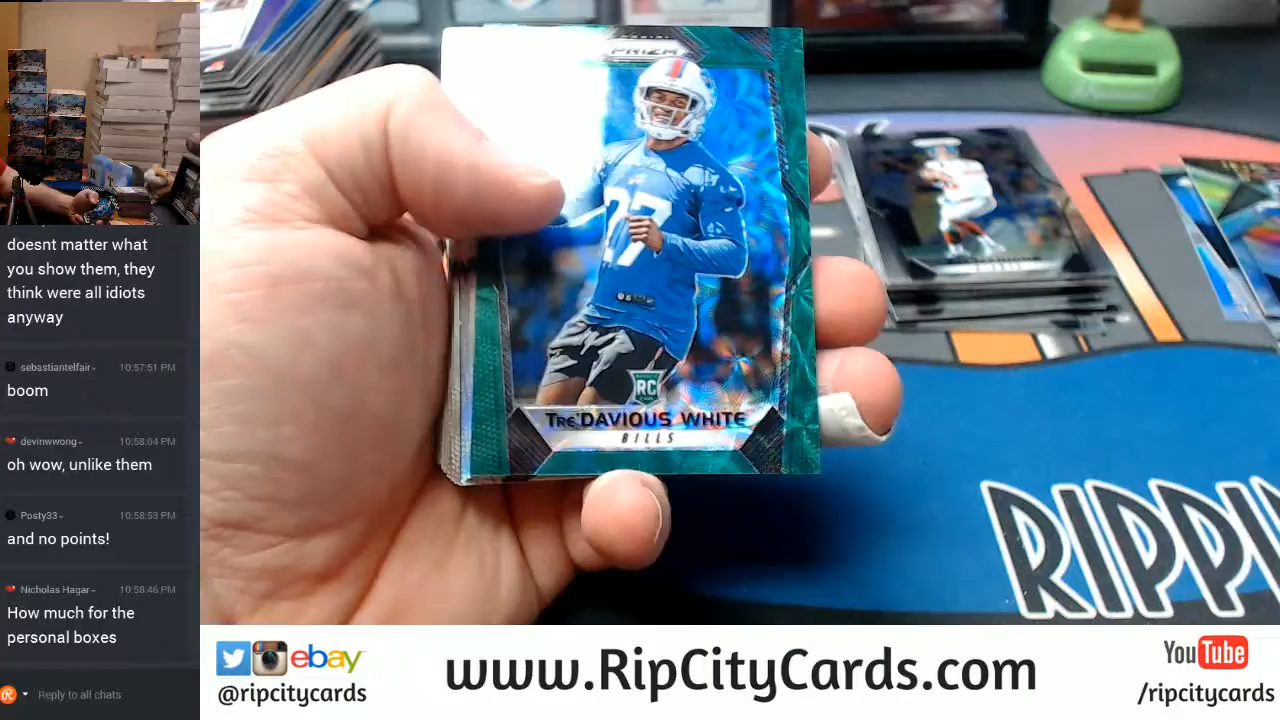 doesnt matter what
you show them, they
think were all idiots
anyway
sebastiantelfair
10:57:51 PM
boom
devinwwong
10:58:04 PM
oh wow, unlike them
Posty33
10:58:53 PM
and no points!
Nicholas Hagar
10:58:46 PM
How much for the
personal boxes
Reply to all chats
PRIZM
27
RC
Tre'DAVIOUS WHITE
BILLS
RIPPI
ebay
@ripcitycards
www.RipCityCards.com
YouTube
/ripcitycards